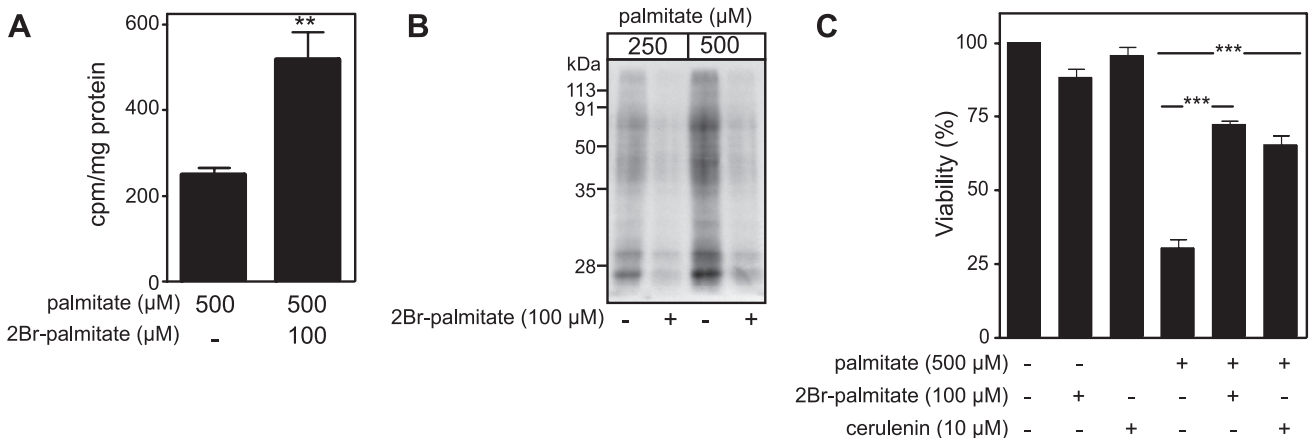 A
600
400
200
0
cpm/mg protein
**
palmitate (µM) 500 500
2Br-palmitate (µM) - 100
B
palmitate (µM)
250 500
kDa
113
91
50
35
28
2Br-palmitate (100 µM) - + - +
C
100
75
50
25
0
Viability (%)
***
***
palmitate (500 µM) - - + + +
2Br-palmitate (100 µM) - + - - + -
cerulenin (10 µM) - - + - - +